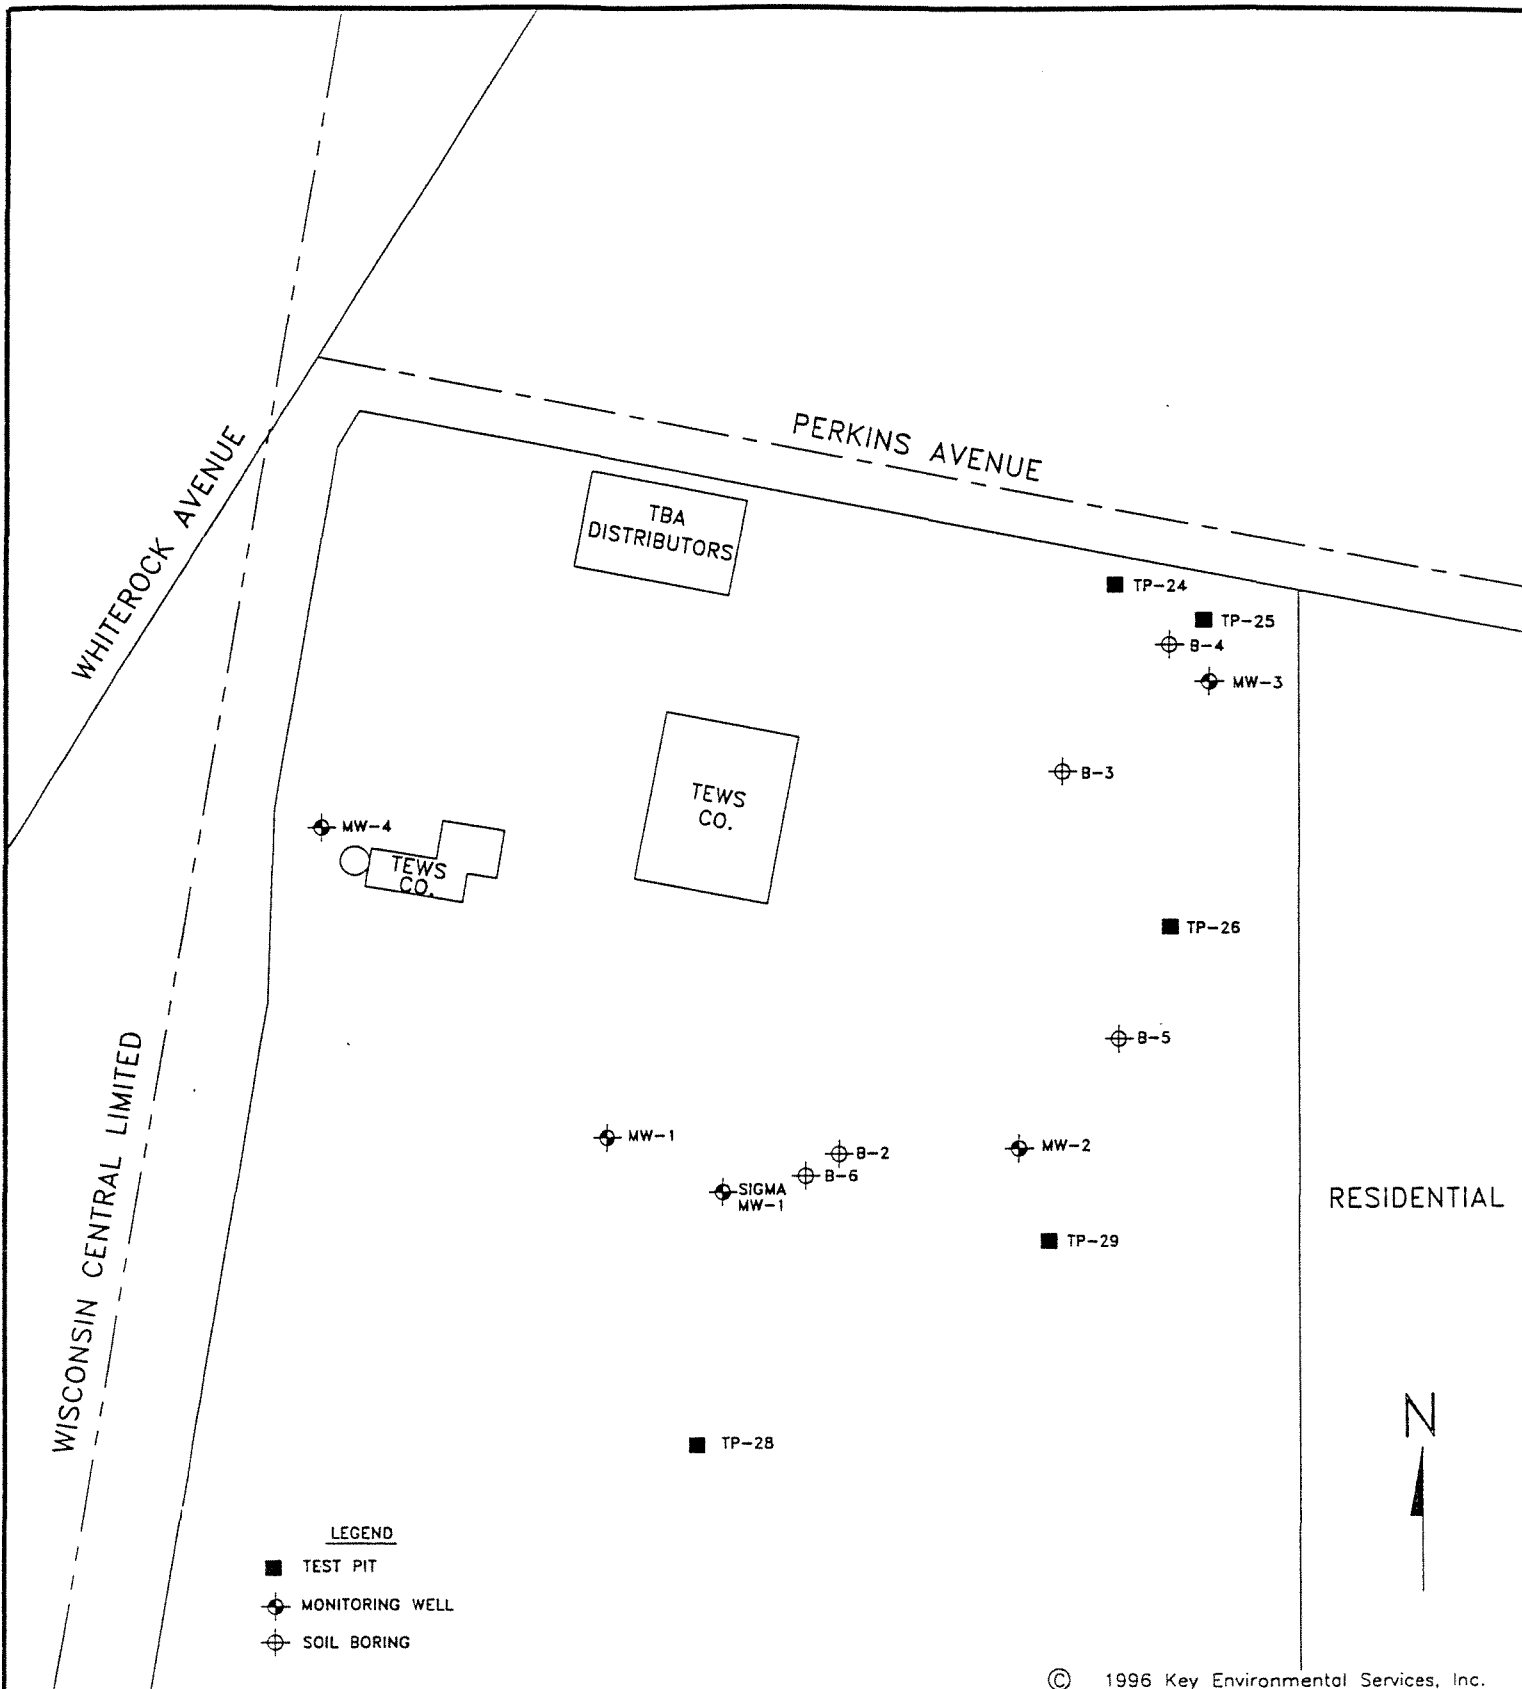 PERKINS AVENUE
WHITEROCK AVENUE
TBA
DISTRIBUTORS
TP-24
TP-25
B-4
MW-3
B-3
TEWS
CO.
MW-4
TEWS
CO.
TP-26
B-5
WISCONSIN CENTRAL LIMITED
MW-1
B-2
MW-2
B-6
SIGMA
MW-1
RESIDENTIAL
TP-29
N
TP-28
LEGEND
TEST PIT
MONITORING WELL
SOIL BORING
© 1996 Key Environmental Services, Inc.